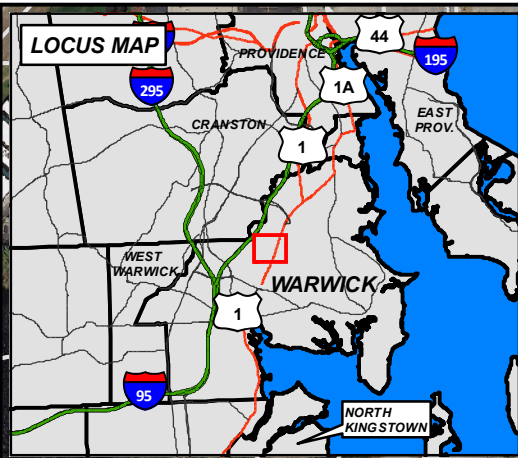 LOCUS MAP
44
PROVIDENCE
195
295
1A
EAST
PROV.
CRANSTON
1
WEST
WARWICK
WARWICK
1
95
NORTH
KINGSTOWN